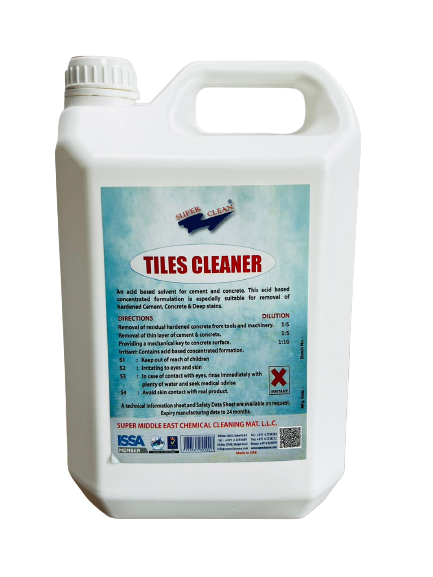 SUPER CLEAN
TILES CLEANER
An acid based solvent for cement and concrete. This acid based
concentrated formulation is especially suitable for removal of
hardened Cement, Concrete & Deep stains.
DIRECTIONS DILUTION
Removal of residual hardened concrete from tools and machinery. 1:5
Removal of thin layer of cement & concrete. 1:5
Providing a mechanical key to concrete surface. 1:10
Irritant: Contains acid based concentrated formation.
S1 : Keep out of reach of children
S2 : Irritating to eyes and skin
S3 : In case of contact with eyes, rinse immediately with
plenty of water and seek medical advise
S4 : Avoid skin contact with real product.
IRRITANT
Batch No. :
Mfg. Date :
A technical Information sheet and Safety Data Sheet are available on request.
Expiry manufacturing date to 24 months.
SUPER MIDDLE EAST CHEMICAL CLEANING MAT. L.L.C.
ISSA
MEMBER
Made in UAE